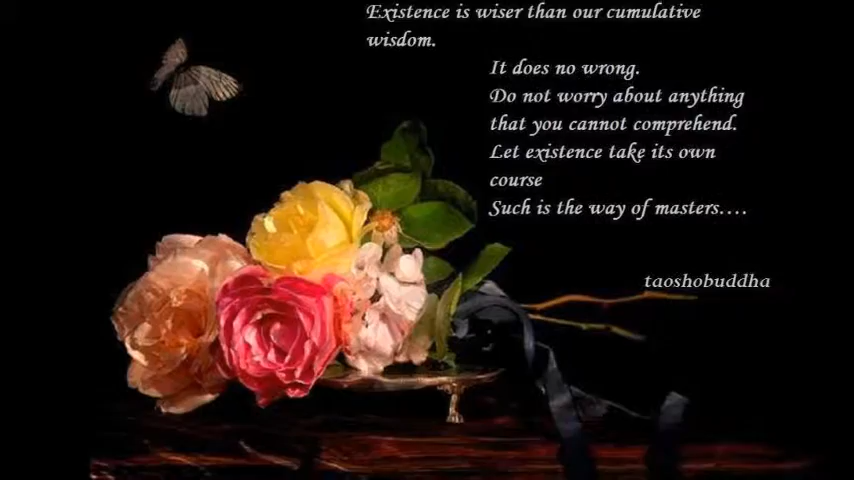 Existence is wiser than our cumulative
wisdom.
It does no wrong.
Do not worry about anything
that you cannot comprehend.
Let existence take its own
course
Such is the way of masters....
taoshobuddha